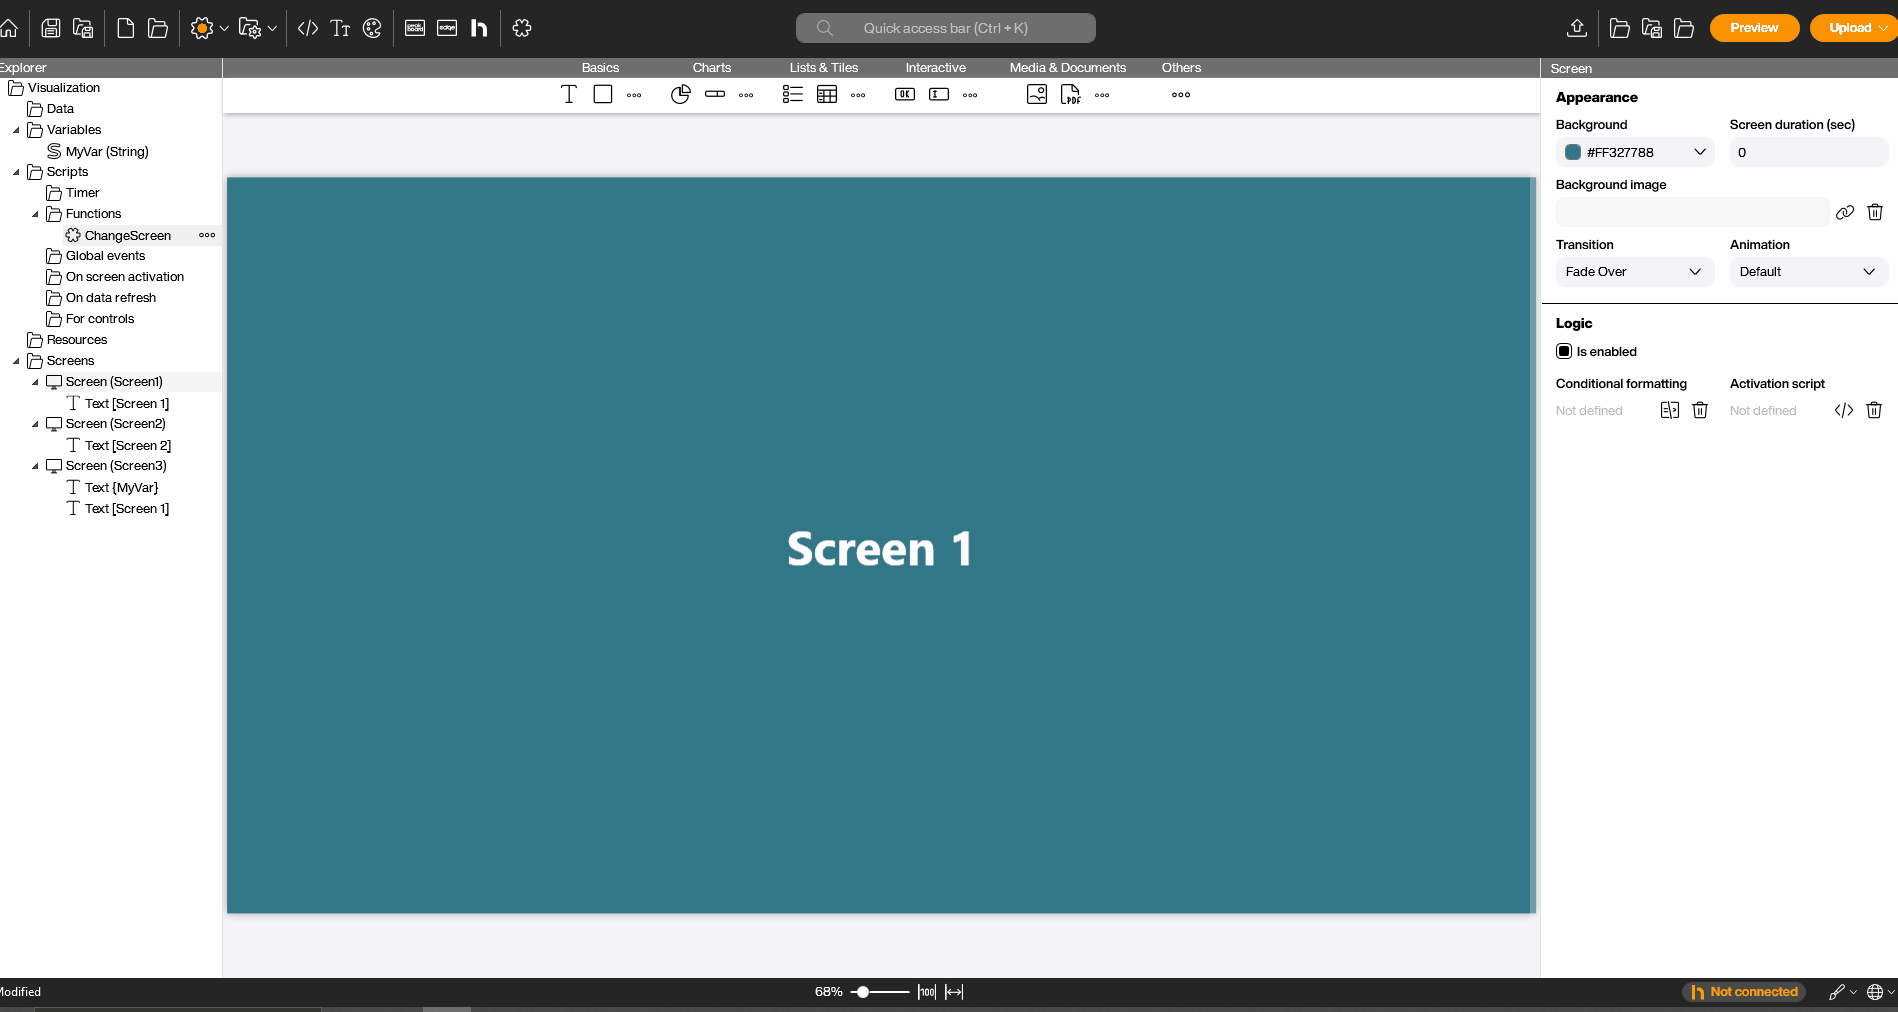 Quick access bar (Ctrl + K)
Preview
Upload
Explorer
Basics
Charts
Lists & Tiles
Interactive
Media & Documents
Others
Screen
OK
PDF
Visualization
Data
Variables
MyVar (String)
Scripts
Timer
Functions
ChangeScreen
Global events
On screen activation
On data refresh
For controls
Resources
Screens
Screen (Screen1)
Text [Screen 1]
Screen (Screen2)
Text [Screen 2]
Screen (Screen3)
Text {MyVar}
Text [Screen 1]
Screen 1
Appearance
Background
Screen duration (sec)
#FF327788
0
Background image
Transition
Animation
Fade Over
Default
Logic
Is enabled
Conditional formatting
Activation script
Not defined
Not defined
Modified
68%
100
Not connected